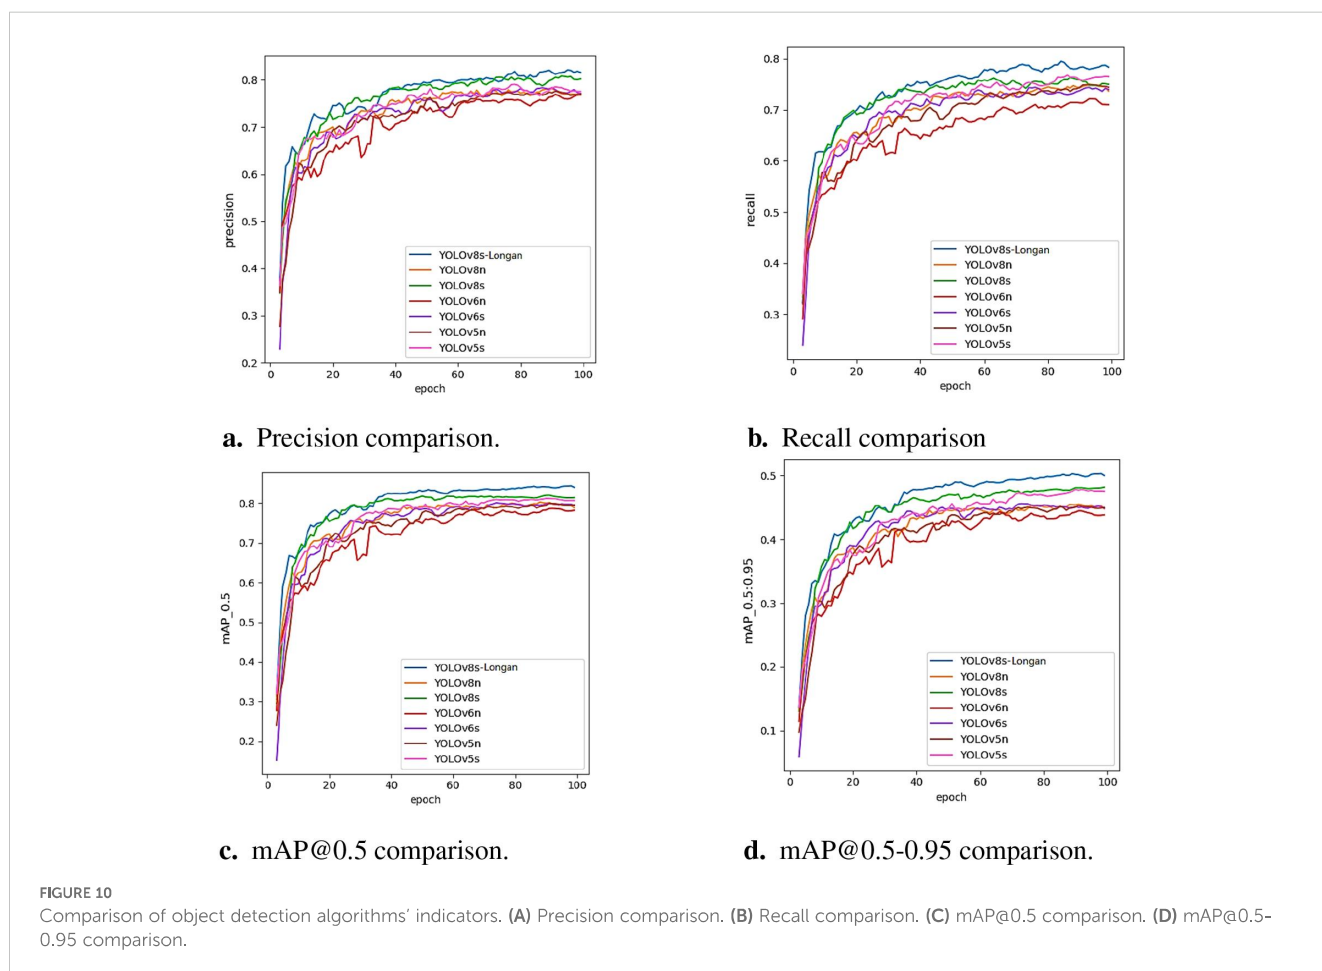 0.8
0.7
0.6
0.5
0.4
0.3
0.2
precision
YOLOv8s-Longan
YOLOv8n
YOLOv8s
YOLOv6n
YOLOv6s
YOLOv5n
YOLOv5s
0 20 40 60 80 100
epoch
a. Precision comparison.
0.8
0.7
0.6
0.5
0.4
0.3
recall
YOLOv8s-Longan
YOLOv8n
YOLOv8s
YOLOv6n
YOLOv6s
YOLOv5n
YOLOv5s
0 20 40 60 80 100
epoch
b. Recall comparison
0.8
0.7
0.6
0.5
0.4
0.3
0.2
mAP_0.5
YOLOv8s-Longan
YOLOv8n
YOLOv8s
YOLOv6n
YOLOv6s
YOLOv5n
YOLOv5s
0 20 40 60 80 100
epoch
c. mAP@0.5 comparison.
0.5
0.4
0.3
0.2
0.1
mAP_0.5:0.95
YOLOv8s-Longan
YOLOv8n
YOLOv8s
YOLOv6n
YOLOv6s
YOLOv5n
YOLOv5s
0 20 40 60 80 100
epoch
d. mAP@0.5-0.95 comparison.
FIGURE 10
Comparison of object detection algorithms’ indicators. (A) Precision comparison. (B) Recall comparison. (C) mAP@0.5 comparison. (D) mAP@0.5-
0.95 comparison.